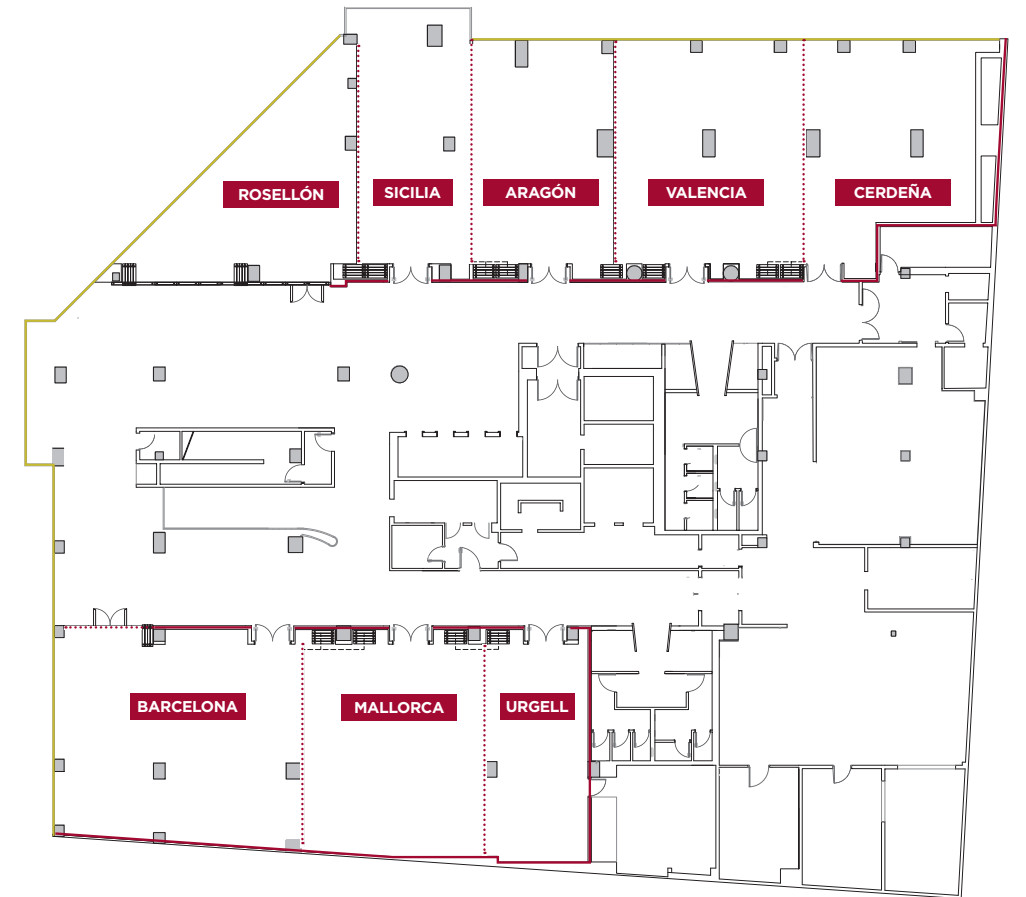 ROSELLÓN
SICILIA
ARAGÓN
VALENCIA
CERDEÑA
BARCELONA
MALLORCA
URGELL